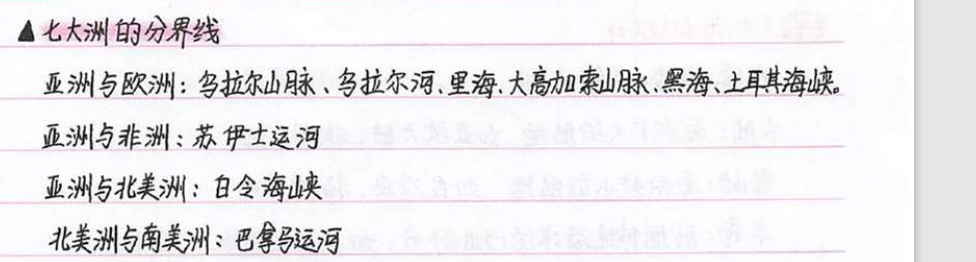 ▲七大洲的分界线
亚洲与欧洲：乌拉尔山脉、乌拉尔河、里海、大高加索山脉、黑海、土耳其海峡。
亚洲与非洲：苏伊士运河
亚洲与北美洲：白令海峡
北美洲与南美洲：巴拿马运河